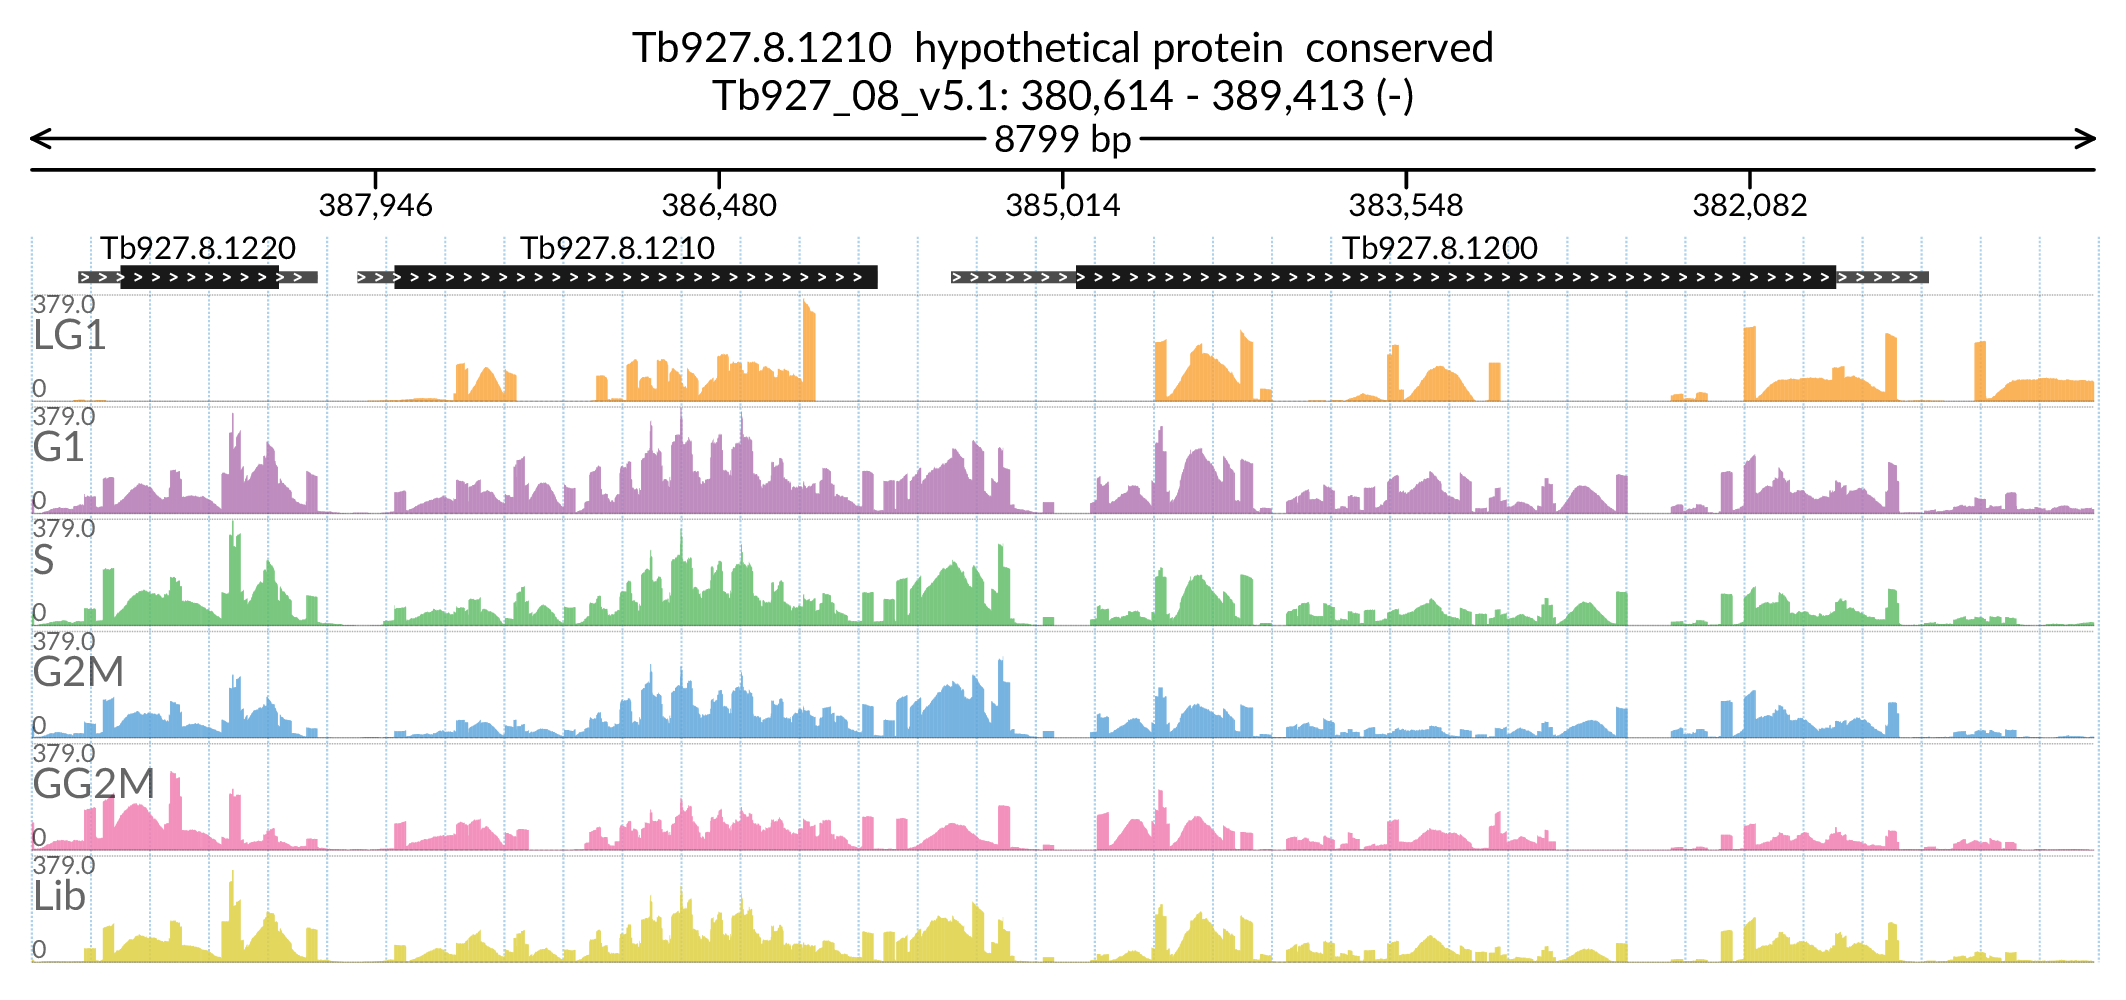 Tb927.8.1210 hypothetical protein conserved
Tb927_08_v5.1: 380,614 - 389,413 (-)
8799 bp
387,946 386,480 385,014 383,548 382,082
Tb927.8.1220 Tb927.8.1210 Tb927.8.1200
379.0
LG1
0
379.0
G1
0
379.0
S
0
379.0
G2M
0
379.0
GG2M
0
379.0
Lib
0